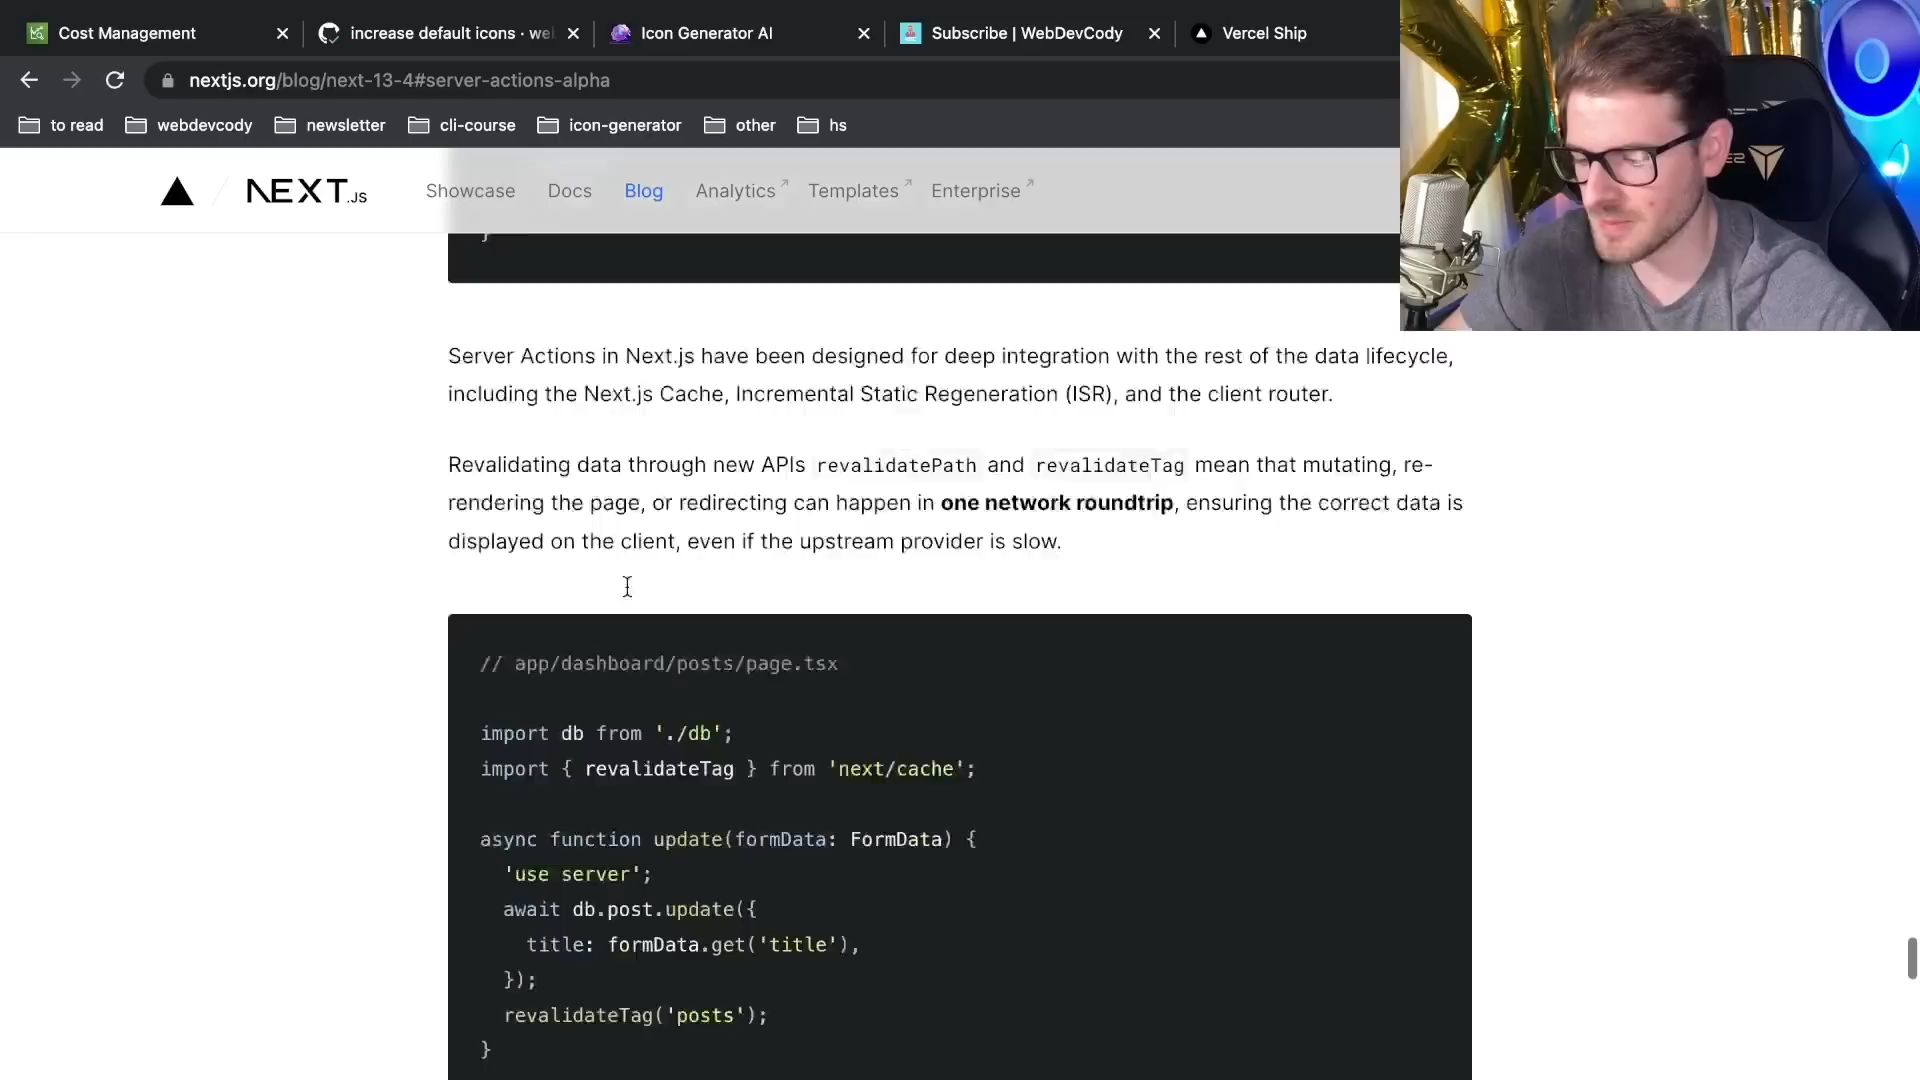 Cost Management
increase default icons · we
Icon Generator AI
Subscribe | WebDevCody
Vercel Ship
nextjs.org/blog/next-13-4#server-actions-alpha
to read
webdevcody
newsletter
cli-course
icon-generator
other
hs
NEXT.JS
Showcase
Docs
Blog
Analytics
Templates
Enterprise
}
Server Actions in Next.js have been designed for deep integration with the rest of the data lifecycle,
including the Next.js Cache, Incremental Static Regeneration (ISR), and the client router.
Revalidating data through new APIs revalidatePath and revalidateTag mean that mutating, re-
rendering the page, or redirecting can happen in one network roundtrip, ensuring the correct data is
displayed on the client, even if the upstream provider is slow.
// app/dashboard/posts/page.tsx
import db from './db';
import { revalidateTag } from 'next/cache';
async function update(formData: FormData) {
'use server';
await db.post.update({
title: formData.get('title'),
});
revalidateTag('posts');
}